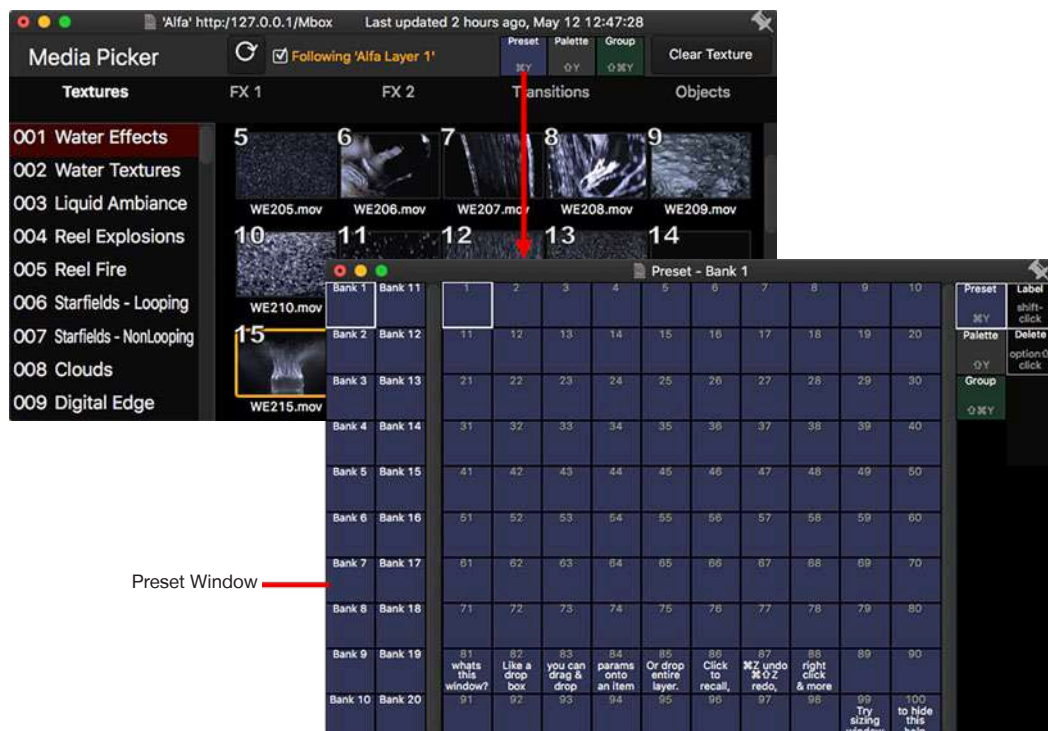 'Alfa' http:/127.0.0.1/Mbox Last updated 2 hours ago, May 12 12:47:28
Media Picker
Following 'Alfa Layer 1'
Preset ⌘Y
Palette ⇧Y
Group ⇧⌘Y
Clear Texture
Textures FX 1 FX 2 Transitions Objects
001 Water Effects
002 Water Textures
003 Liquid Ambiance
004 Reel Explosions
005 Reel Fire
006 Starfields - Looping
007 Starfields - NonLooping
008 Clouds
009 Digital Edge
5 6 7 8 9
WE205.mov WE206.mov WE207.mov WE208.mov WE209.mov
10 11 12 13 14
WE210.mov
15
WE215.mov
Preset - Bank 1
Bank 1 Bank 11 1 2 3 4 5 6 7 8 9 10
Bank 2 Bank 12 11 12 13 14 15 16 17 18 19 20
Bank 3 Bank 13 21 22 23 24 25 26 27 28 29 30
Bank 4 Bank 14 31 32 33 34 35 36 37 38 39 40
Bank 5 Bank 15 41 42 43 44 45 46 47 48 49 50
Bank 6 Bank 16 51 52 53 54 55 56 57 58 59 60
Bank 7 Bank 17 61 62 63 64 65 66 67 68 69 70
Bank 8 Bank 18 71 72 73 74 75 76 77 78 79 80
Bank 9 Bank 19 81 82 83 84 85 86 87 88 89 90
whats this window?
Like a drop box
you can drag & drop
params onto an item
Or drop entire layer.
Click to recall,
⌘Z undo ⌘⇧Z redo,
right click & more
Bank 10 Bank 20 91 92 93 94 95 96 97 98 99 100
Try sizing window
to hide this help
Preset ⌘Y
Label shift-click
Palette ⇧Y
Delete option⇧ click
Group ⇧⌘Y
Preset Window